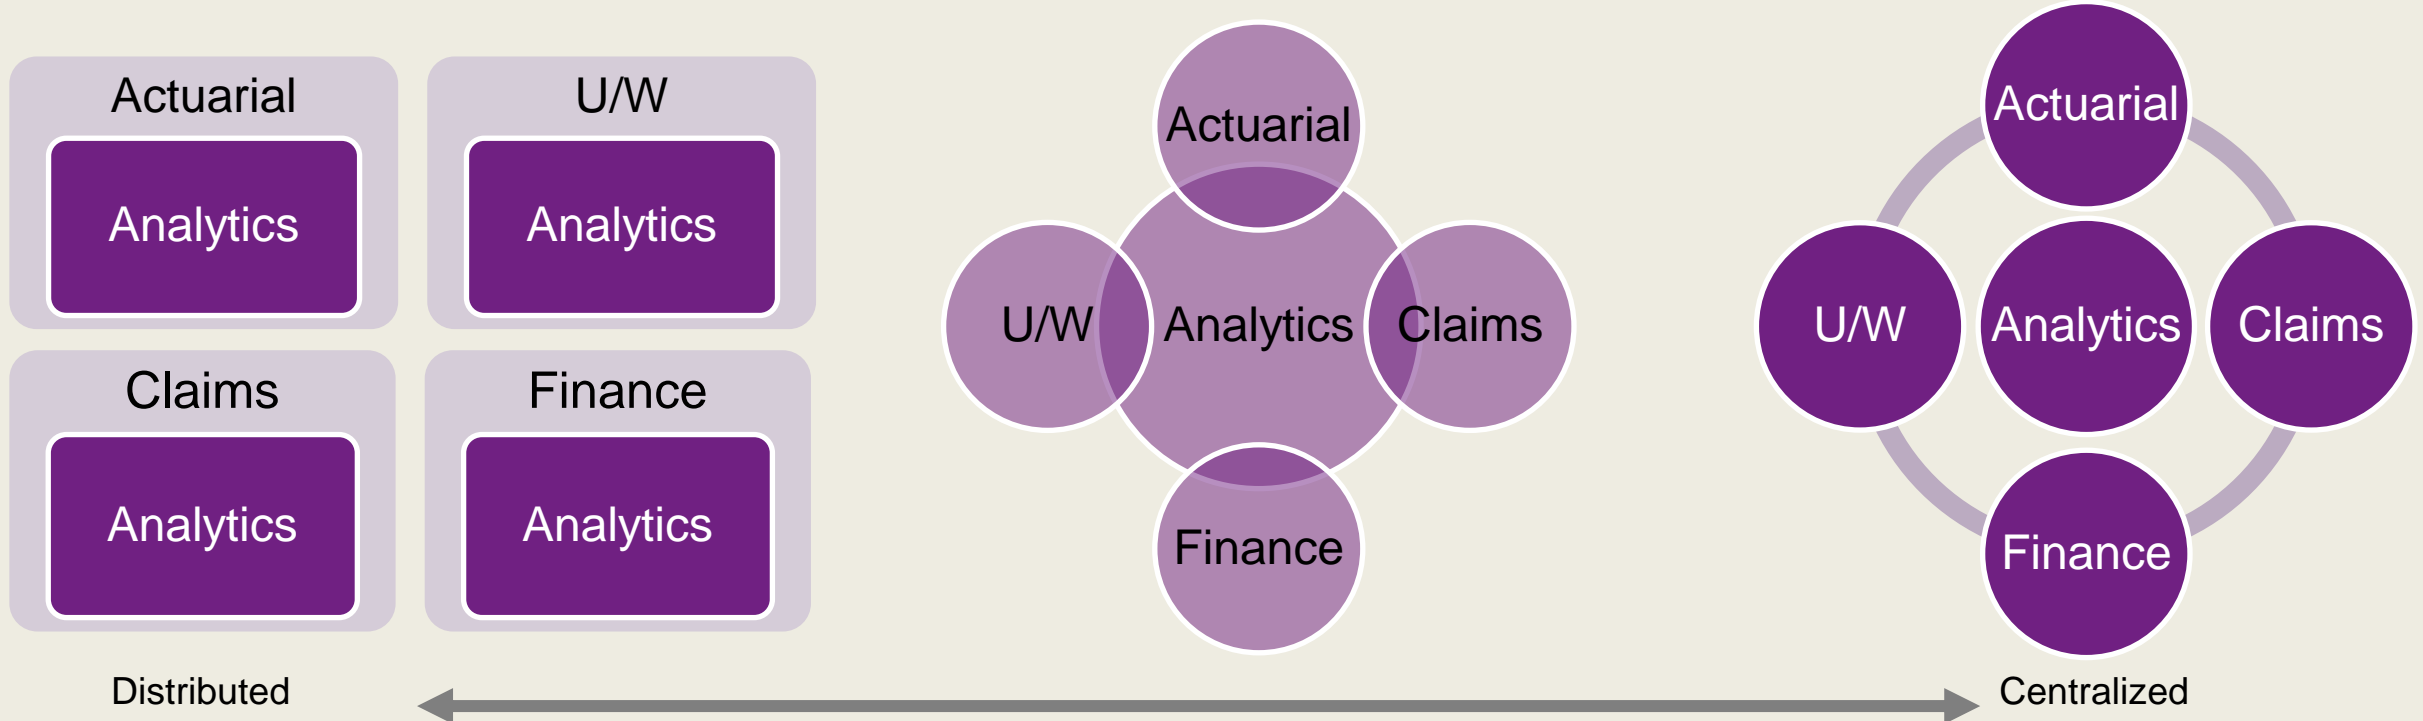 Actuarial
Analytics
U/W
Analytics
Claims
Analytics
Finance
Analytics
Actuarial
U/W
Analytics
Claims
Finance
Actuarial
U/W
Analytics
Claims
Finance
Distributed
Centralized